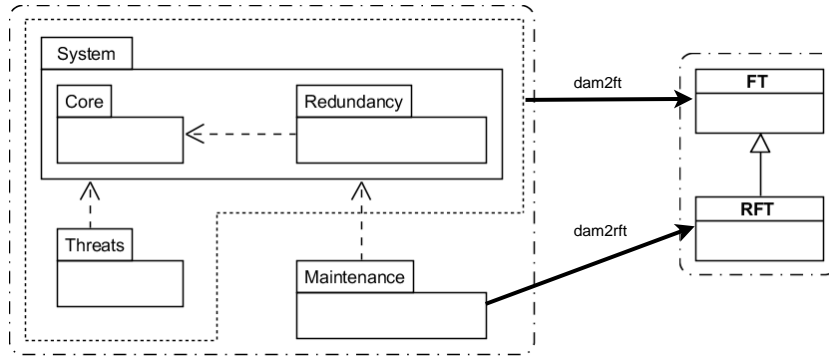 System
Core
Redundancy
dam2ft
FT
Threats
Maintenance
dam2rft
RFT